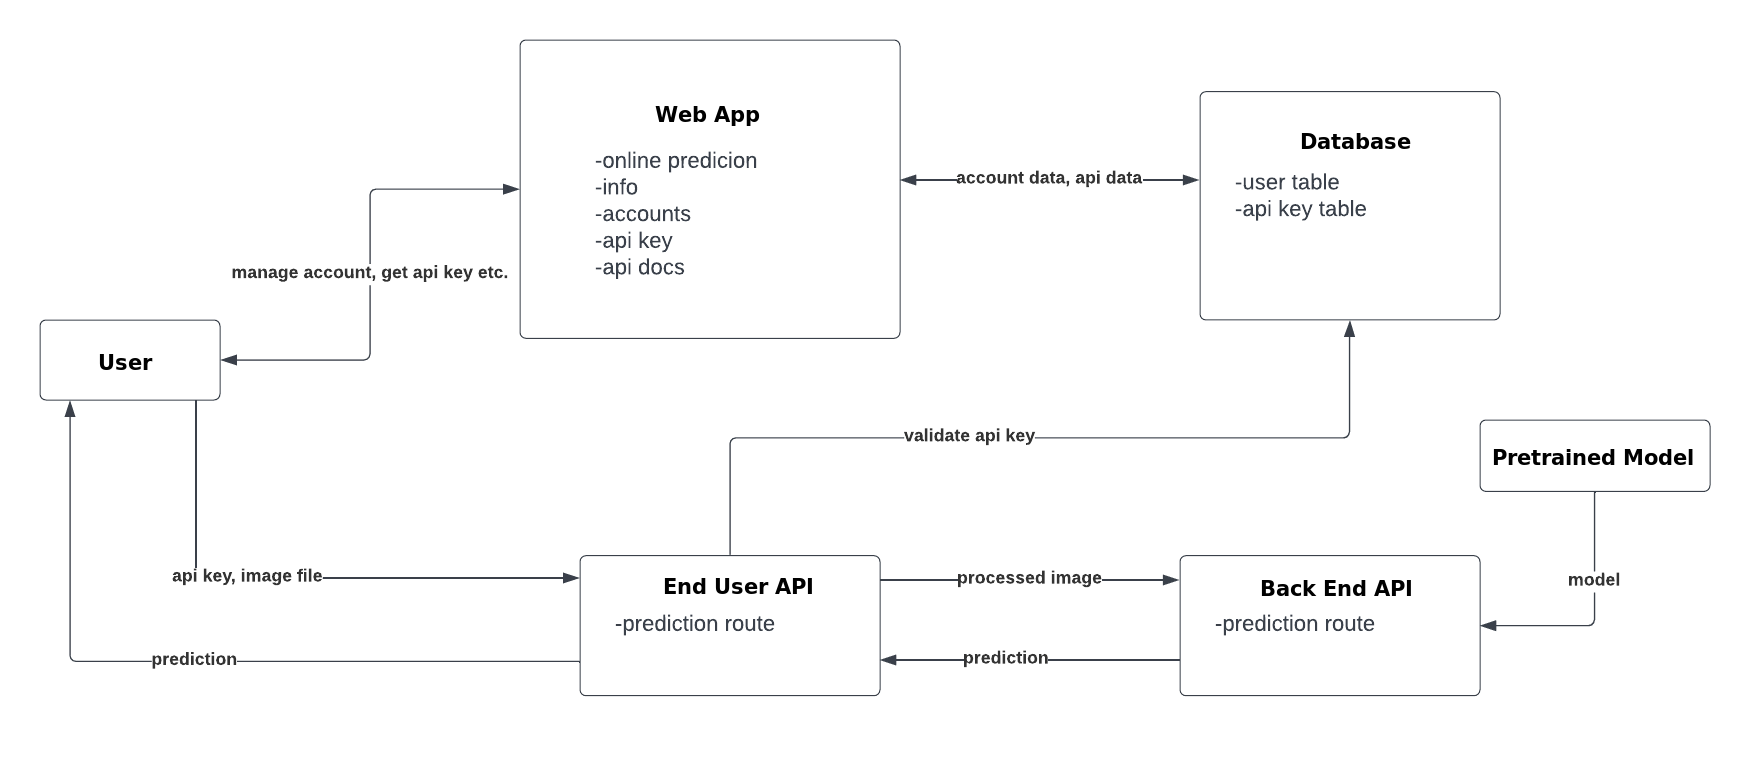 Web App
-online predicion
-info
-accounts
-api key
-api docs
Database
-user table
-api key table
account data, api data
manage account, get api key etc.
User
validate api key
Pretrained Model
api key, image file
End User API
-prediction route
processed image
Back End API
-prediction route
model
prediction
prediction